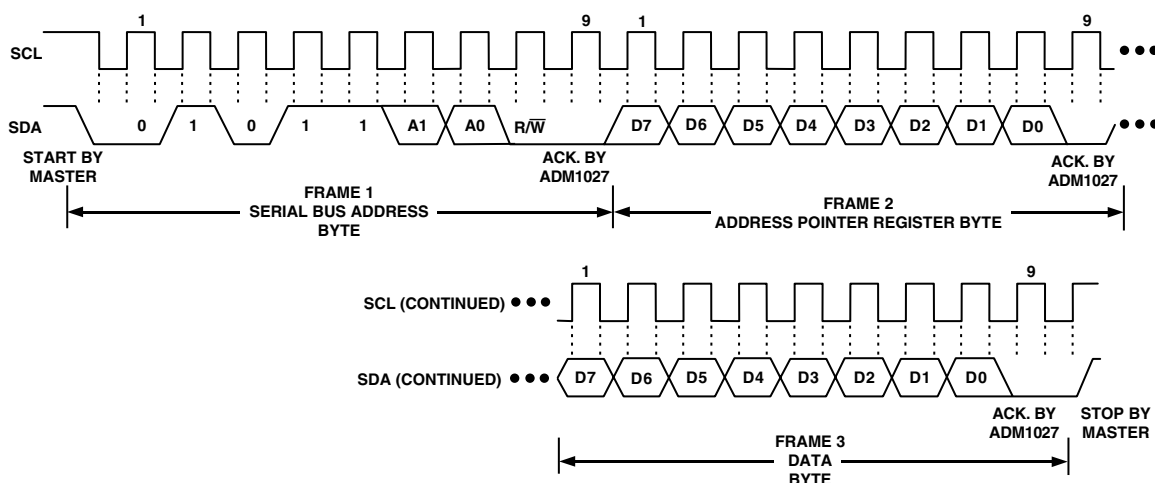 1 9 1 9
SCL
SDA 0 1 0 1 1 A1 A0 R/W̅ D7 D6 D5 D4 D3 D2 D1 D0
START BY
MASTER
ACK. BY
ADM1027
ACK. BY
ADM1027
FRAME 1
SERIAL BUS ADDRESS
BYTE
FRAME 2
ADDRESS POINTER REGISTER BYTE
1 9
SCL (CONTINUED)
SDA (CONTINUED) D7 D6 D5 D4 D3 D2 D1 D0
ACK. BY
ADM1027
STOP BY
MASTER
FRAME 3
DATA
BYTE